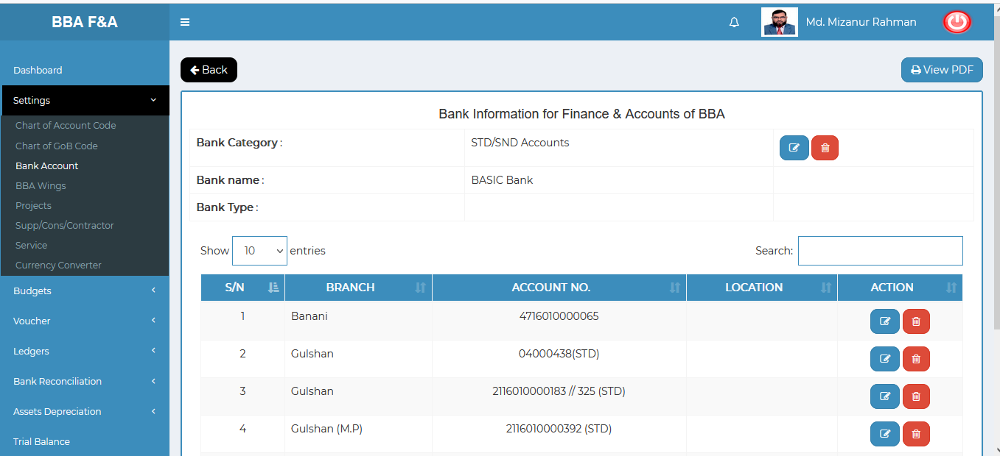 BBA F&A
Md. Mizanur Rahman
Dashboard
Settings
Chart of Account Code
Chart of GoB Code
Bank Account
BBA Wings
Projects
Supp/Cons/Contractor
Service
Currency Converter
Budgets
Voucher
Ledgers
Bank Reconciliation
Assets Depreciation
Trial Balance
Back
View PDF
Bank Information for Finance & Accounts of BBA
Bank Category : STD/SND Accounts
Bank name : BASIC Bank
Bank Type :
Show 10 entries
Search:
S/N BRANCH ACCOUNT NO. LOCATION ACTION
1 Banani 4716010000065
2 Gulshan 04000438(STD)
3 Gulshan 2116010000183 // 325 (STD)
4 Gulshan (M.P) 2116010000392 (STD)